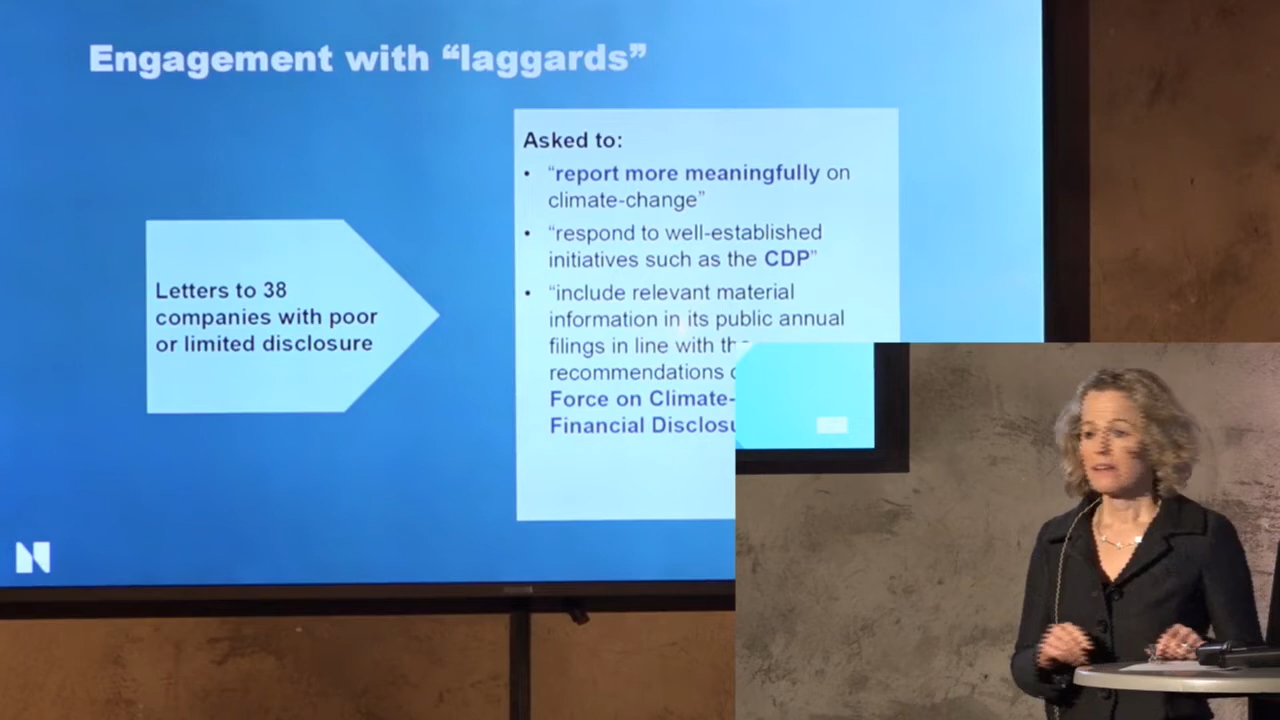 Engagement with “laggards”
Letters to 38
companies with poor
or limited disclosure
Asked to:
• “report more meaningfully on
climate-change”
• “respond to well-established
initiatives such as the CDP”
• “include relevant material
information in its public annual
filings in line with
recommendations
Force on Climate-
Financial
N